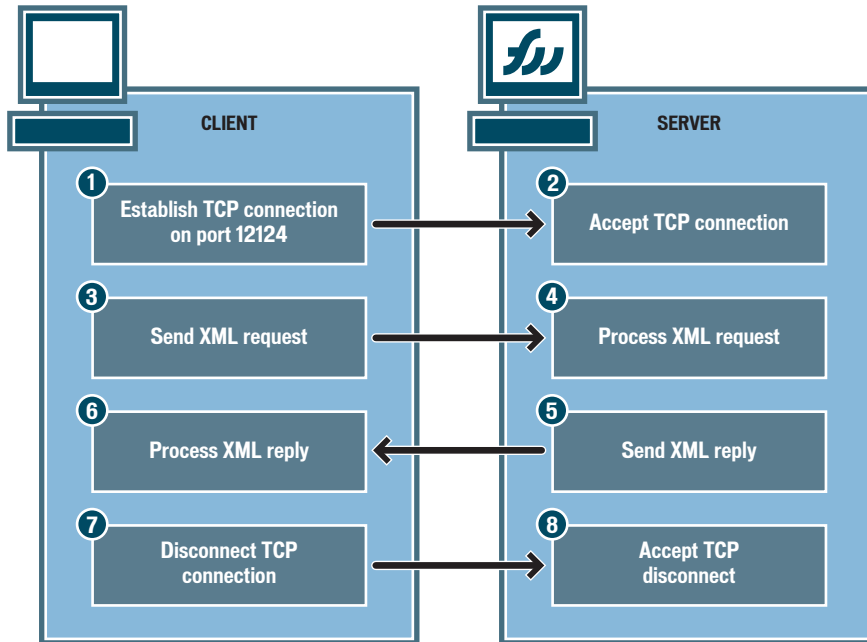 CLIENT
SERVER
1
Establish TCP connection
on port 12124
2
Accept TCP connection
3
Send XML request
4
Process XML request
6
Process XML reply
5
Send XML reply
7
Disconnect TCP
connection
8
Accept TCP
disconnect